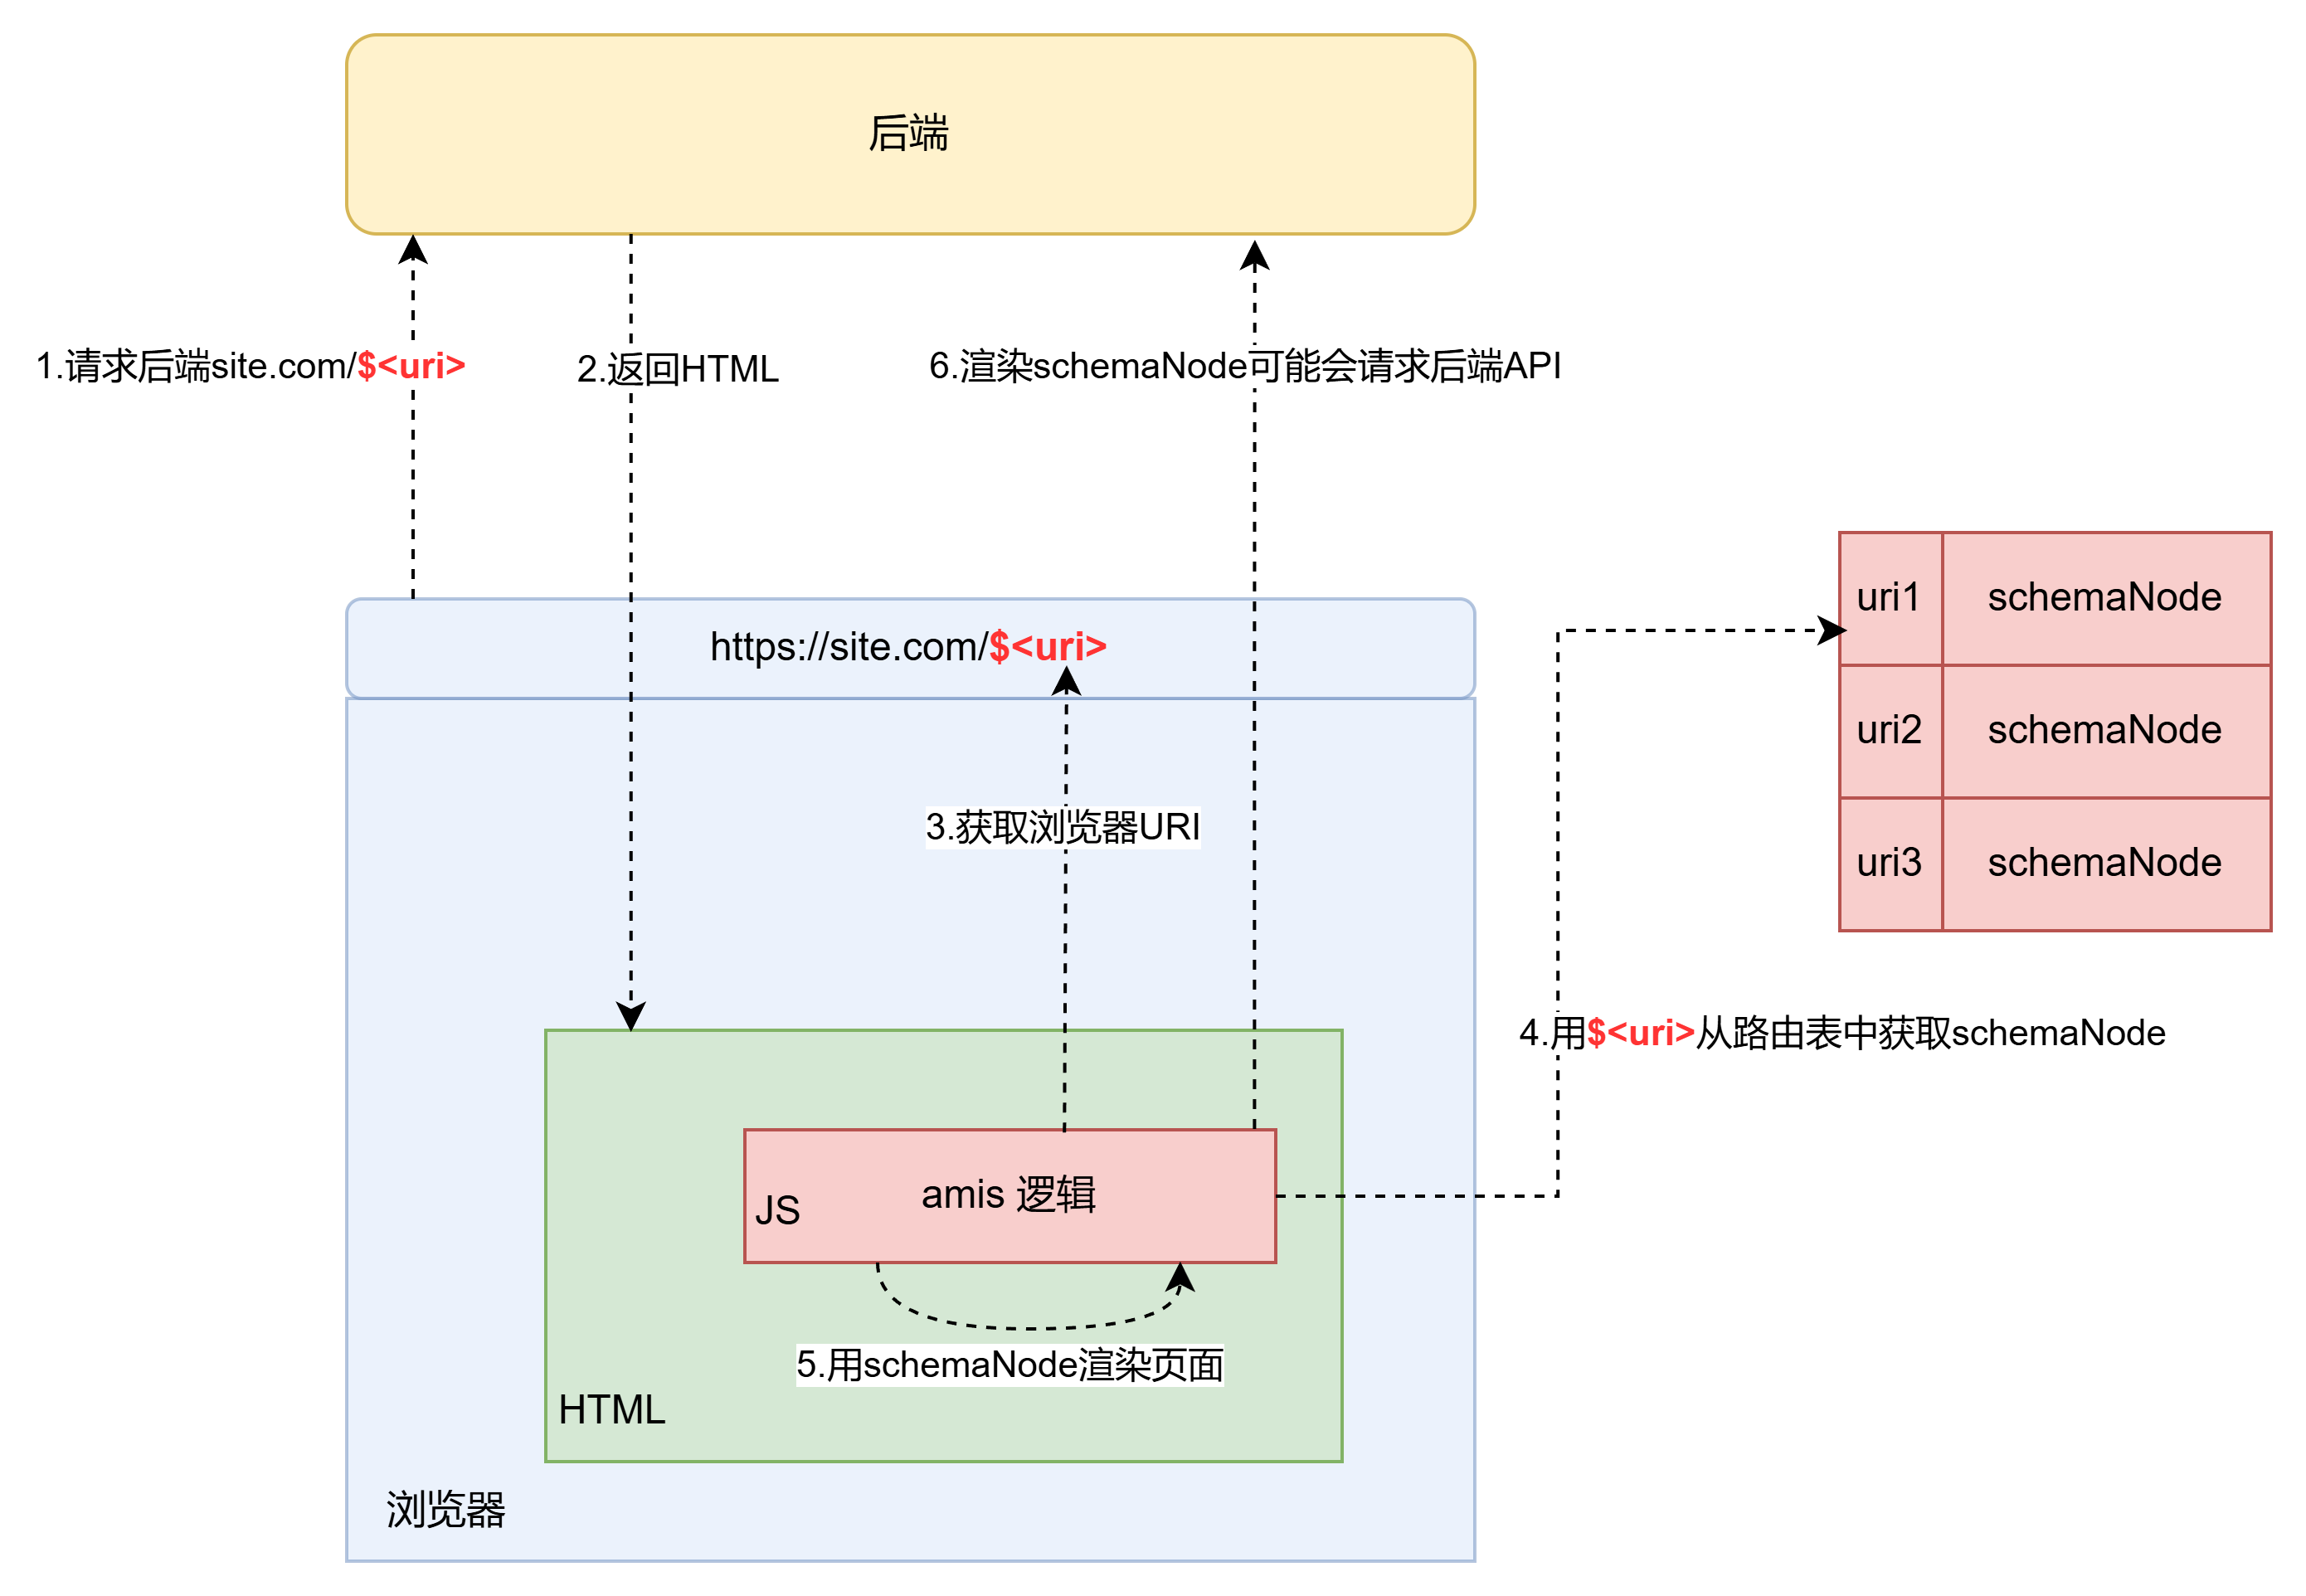 后端
1.请求后端site.com/$<uri>
2.返回HTML
6.渲染schemaNode可能会请求后端API
https://site.com/$<uri>
uri1 schemaNode
uri2 schemaNode
3.获取浏览器URI
uri3 schemaNode
4.用$<uri>从路由表中获取schemaNode
amis 逻辑
JS
5.用schemaNode渲染页面
HTML
浏览器